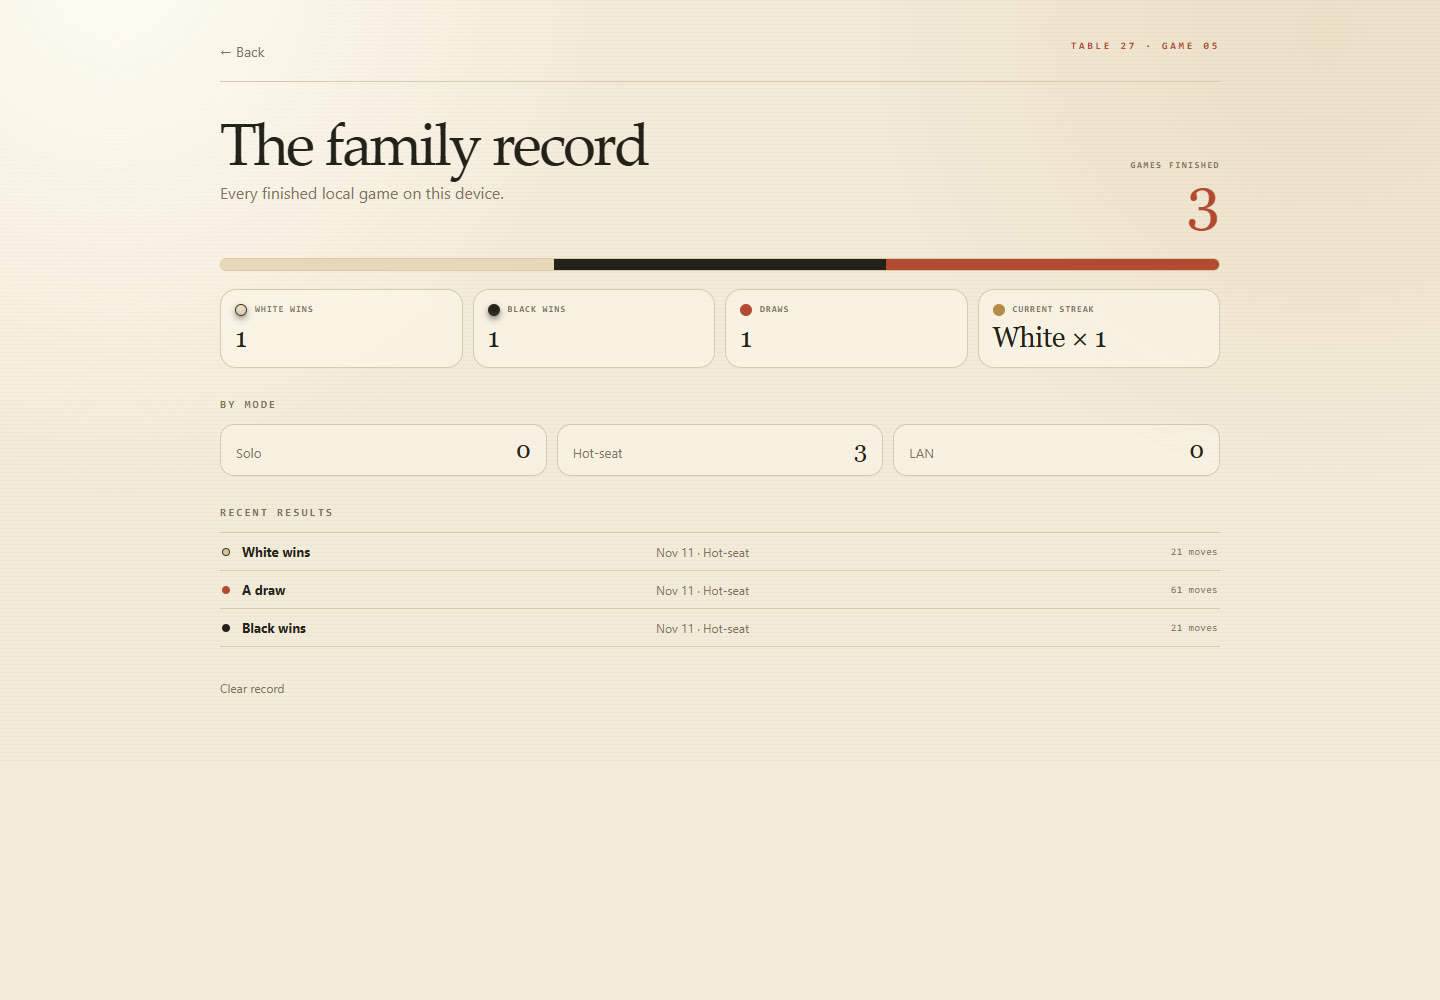 ← Back
TABLE 27 · GAME 05
The family record
Every finished local game on this device.
GAMES FINISHED
3
WHITE WINS
1
BLACK WINS
1
DRAWS
1
CURRENT STREAK
White × 1
BY MODE
Solo 0
Hot-seat 3
LAN 0
RECENT RESULTS
White wins Nov 11 · Hot-seat 21 moves
A draw Nov 11 · Hot-seat 61 moves
Black wins Nov 11 · Hot-seat 21 moves
Clear record